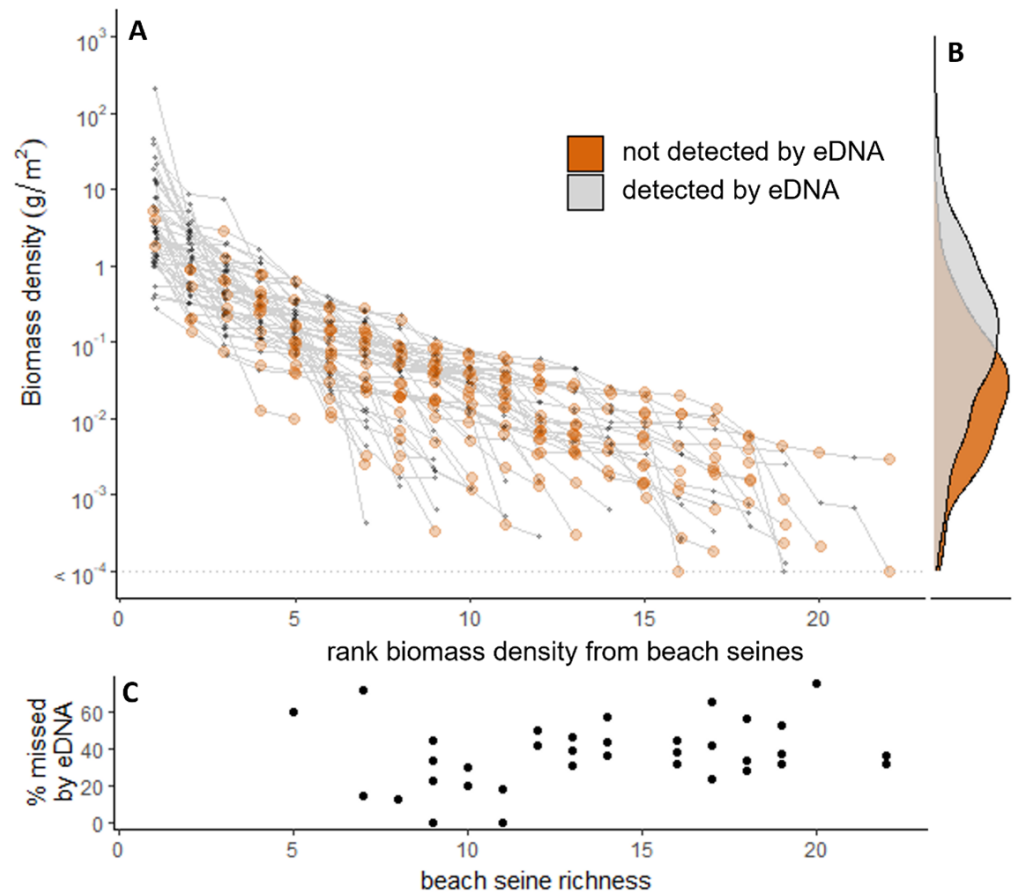 A
B
10³
10²
10
1
10⁻¹
10⁻²
10⁻³
< 10⁻⁴
Biomass density (g/m²)
not detected by eDNA
detected by eDNA
0 5 10 15 20
rank biomass density from beach seines
C
60
40
20
0
% missed
by eDNA
0 5 10 15 20
beach seine richness